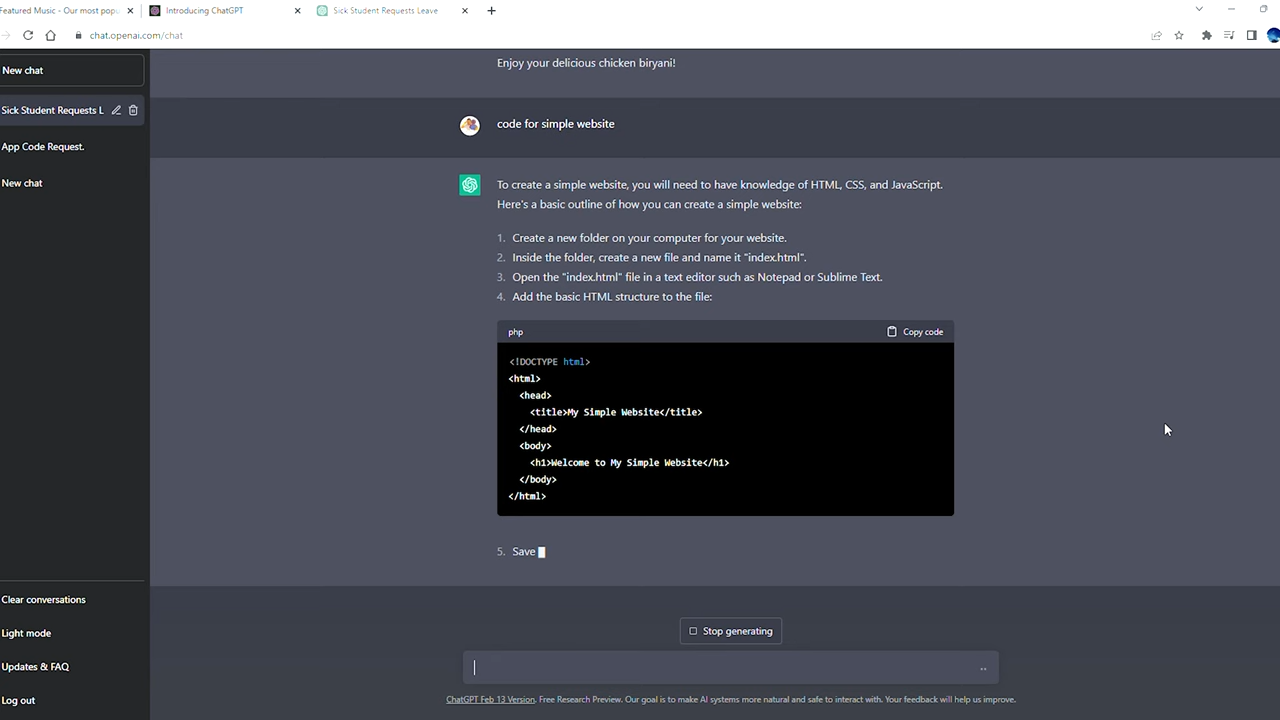 Featured Music - Our most popu
Introducing ChatGPT
Sick Student Requests Leave
chat.openai.com/chat
New chat
Sick Student Requests L
App Code Request.
New chat
Clear conversations
Light mode
Updates & FAQ
Log out
Enjoy your delicious chicken biryani!
code for simple website
To create a simple website, you will need to have knowledge of HTML, CSS, and JavaScript.
Here's a basic outline of how you can create a simple website:
1. Create a new folder on your computer for your website.
2. Inside the folder, create a new file and name it "index.html".
3. Open the "index.html" file in a text editor such as Notepad or Sublime Text.
4. Add the basic HTML structure to the file:
php
Copy code
<!DOCTYPE html>
<html>
<head>
<title>My Simple Website</title>
</head>
<body>
<h1>Welcome to My Simple Website</h1>
</body>
</html>
5. Save
Stop generating
ChatGPT Feb 13 Version. Free Research Preview. Our goal is to make AI systems more natural and safe to interact with. Your feedback will help us improve.